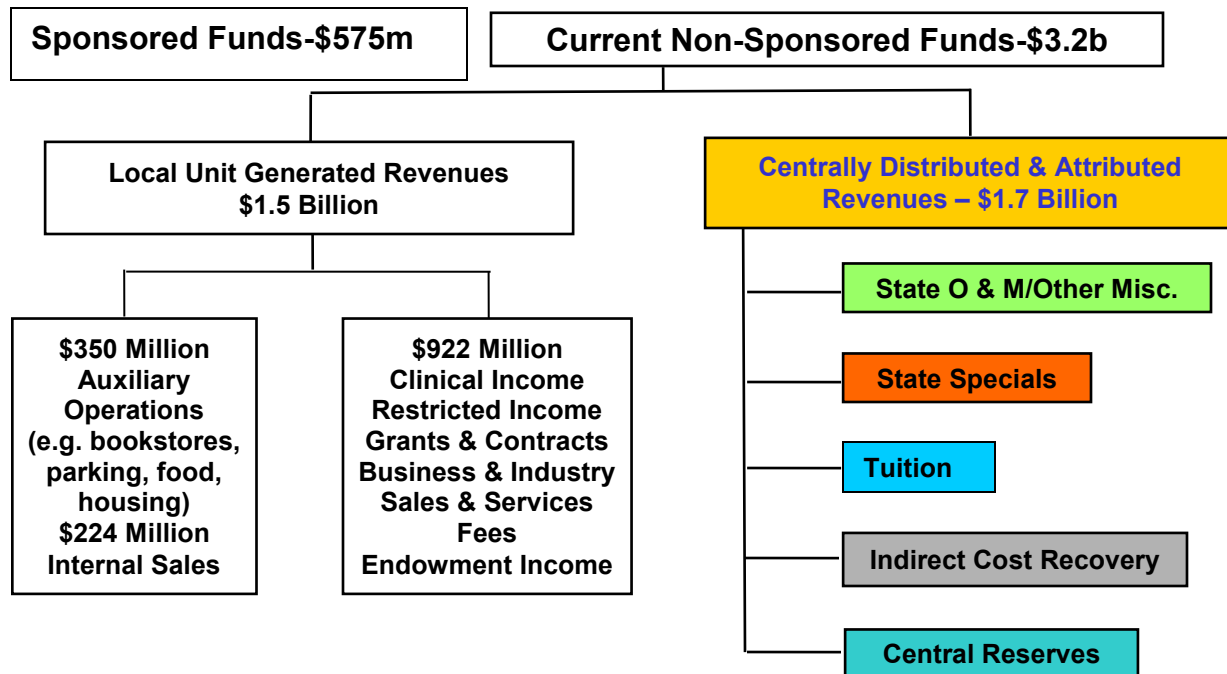 Sponsored Funds-$575m
Current Non-Sponsored Funds-$3.2b
Local Unit Generated Revenues
$1.5 Billion
Centrally Distributed & Attributed
Revenues – $1.7 Billion
$350 Million
Auxiliary
Operations
(e.g. bookstores,
parking, food,
housing)
$224 Million
Internal Sales
$922 Million
Clinical Income
Restricted Income
Grants & Contracts
Business & Industry
Sales & Services
Fees
Endowment Income
State O & M/Other Misc.
State Specials
Tuition
Indirect Cost Recovery
Central Reserves